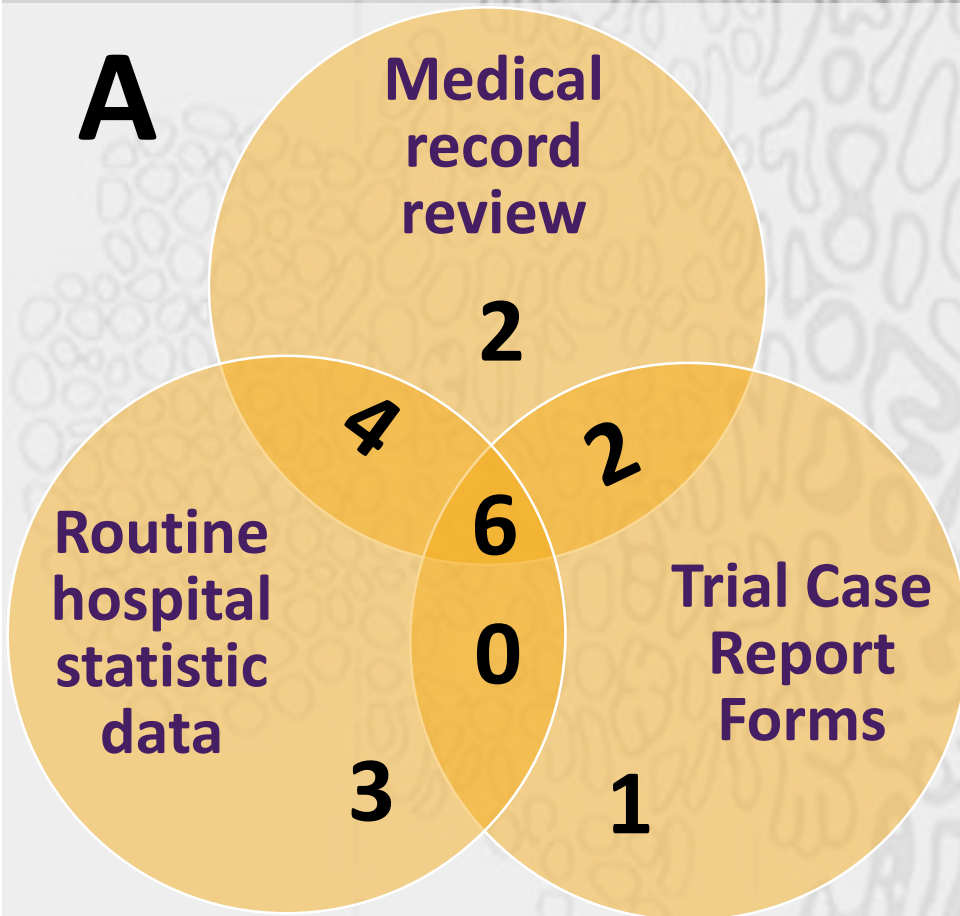 A
Medical
record
review
2
4
2
6
Routine
hospital
statistic
data
Trial Case
Report
Forms
0
3
1